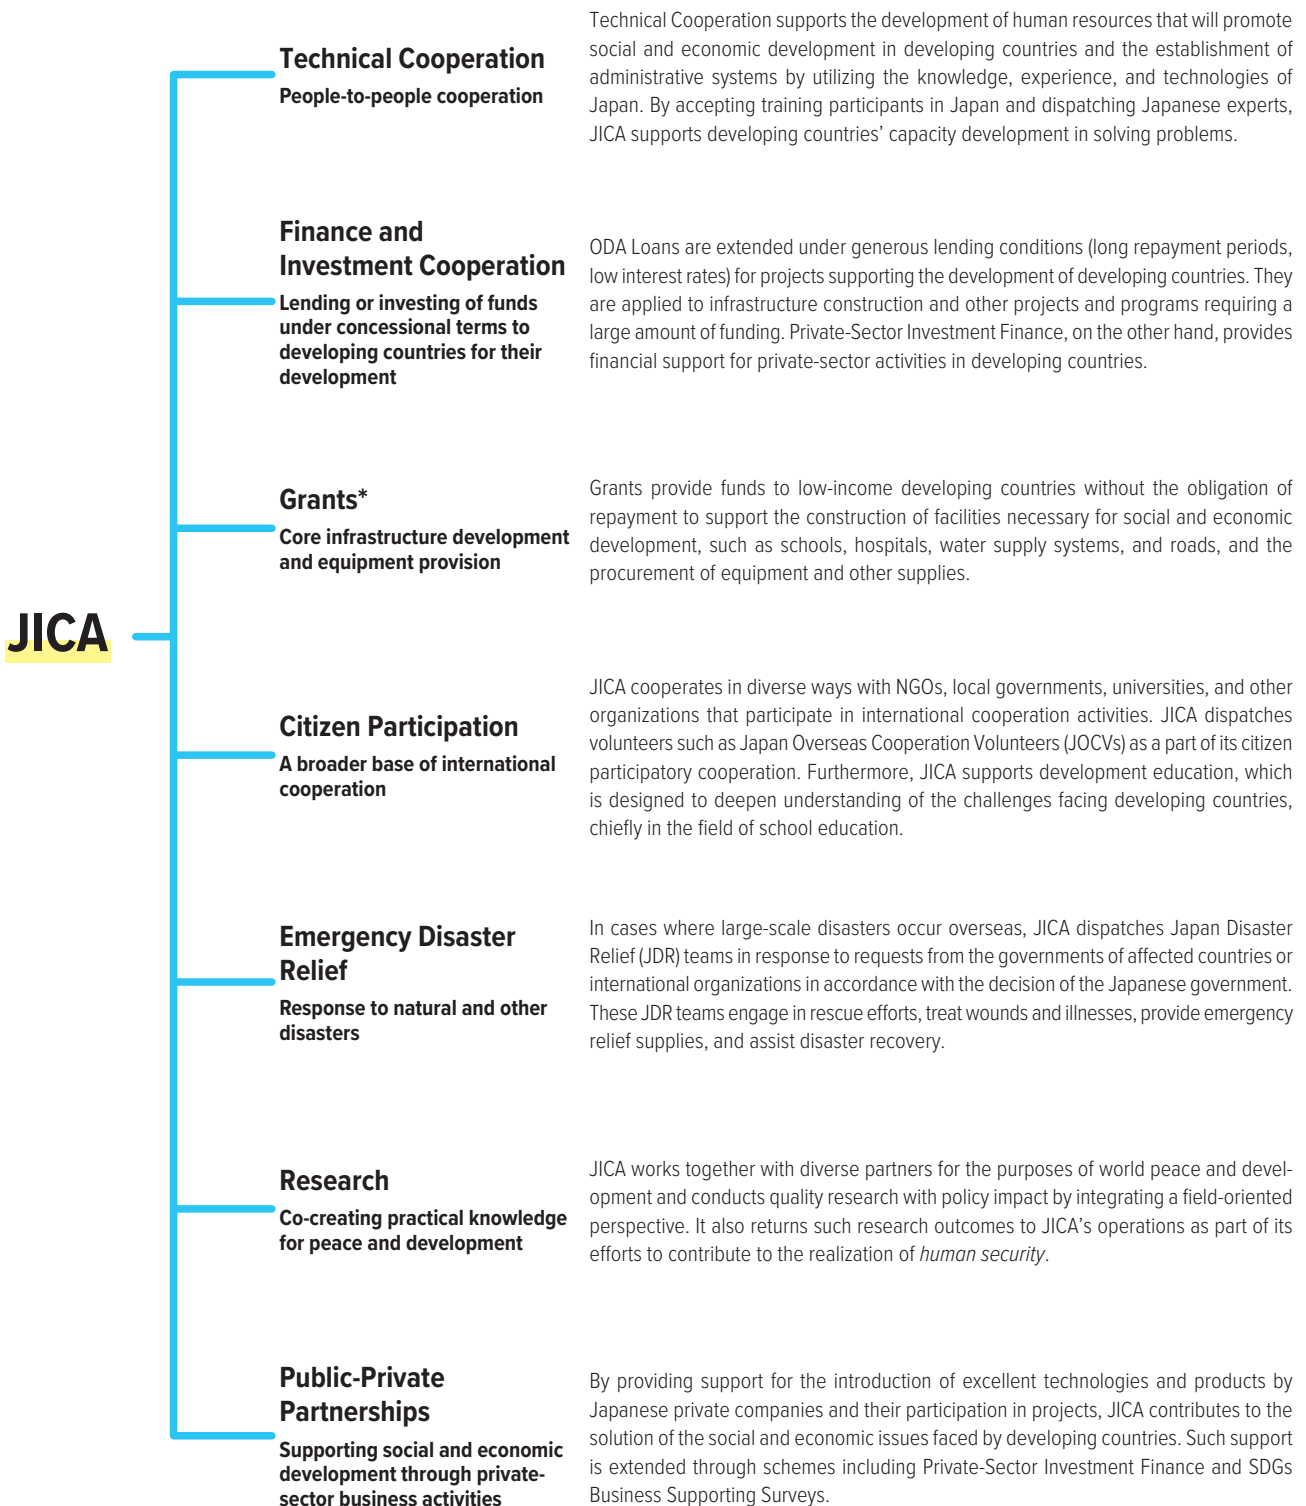 JICA
Technical Cooperation
People-to-people cooperation
Technical Cooperation supports the development of human resources that will promote
social and economic development in developing countries and the establishment of
administrative systems by utilizing the knowledge, experience, and technologies of
Japan. By accepting training participants in Japan and dispatching Japanese experts,
JICA supports developing countries’ capacity development in solving problems.
Finance and
Investment Cooperation
Lending or investing of funds
under concessional terms to
developing countries for their
development
ODA Loans are extended under generous lending conditions (long repayment periods,
low interest rates) for projects supporting the development of developing countries. They
are applied to infrastructure construction and other projects and programs requiring a
large amount of funding. Private-Sector Investment Finance, on the other hand, provides
financial support for private-sector activities in developing countries.
Grants*
Core infrastructure development
and equipment provision
Grants provide funds to low-income developing countries without the obligation of
repayment to support the construction of facilities necessary for social and economic
development, such as schools, hospitals, water supply systems, and roads, and the
procurement of equipment and other supplies.
Citizen Participation
A broader base of international
cooperation
JICA cooperates in diverse ways with NGOs, local governments, universities, and other
organizations that participate in international cooperation activities. JICA dispatches
volunteers such as Japan Overseas Cooperation Volunteers (JOCVs) as a part of its citizen
participatory cooperation. Furthermore, JICA supports development education, which
is designed to deepen understanding of the challenges facing developing countries,
chiefly in the field of school education.
Emergency Disaster
Relief
Response to natural and other
disasters
In cases where large-scale disasters occur overseas, JICA dispatches Japan Disaster
Relief (JDR) teams in response to requests from the governments of affected countries or
international organizations in accordance with the decision of the Japanese government.
These JDR teams engage in rescue efforts, treat wounds and illnesses, provide emergency
relief supplies, and assist disaster recovery.
Research
Co-creating practical knowledge
for peace and development
JICA works together with diverse partners for the purposes of world peace and devel-
opment and conducts quality research with policy impact by integrating a field-oriented
perspective. It also returns such research outcomes to JICA’s operations as part of its
efforts to contribute to the realization of human security.
Public-Private
Partnerships
Supporting social and economic
development through private-
sector business activities
By providing support for the introduction of excellent technologies and products by
Japanese private companies and their participation in projects, JICA contributes to the
solution of the social and economic issues faced by developing countries. Such support
is extended through schemes including Private-Sector Investment Finance and SDGs
Business Supporting Surveys.